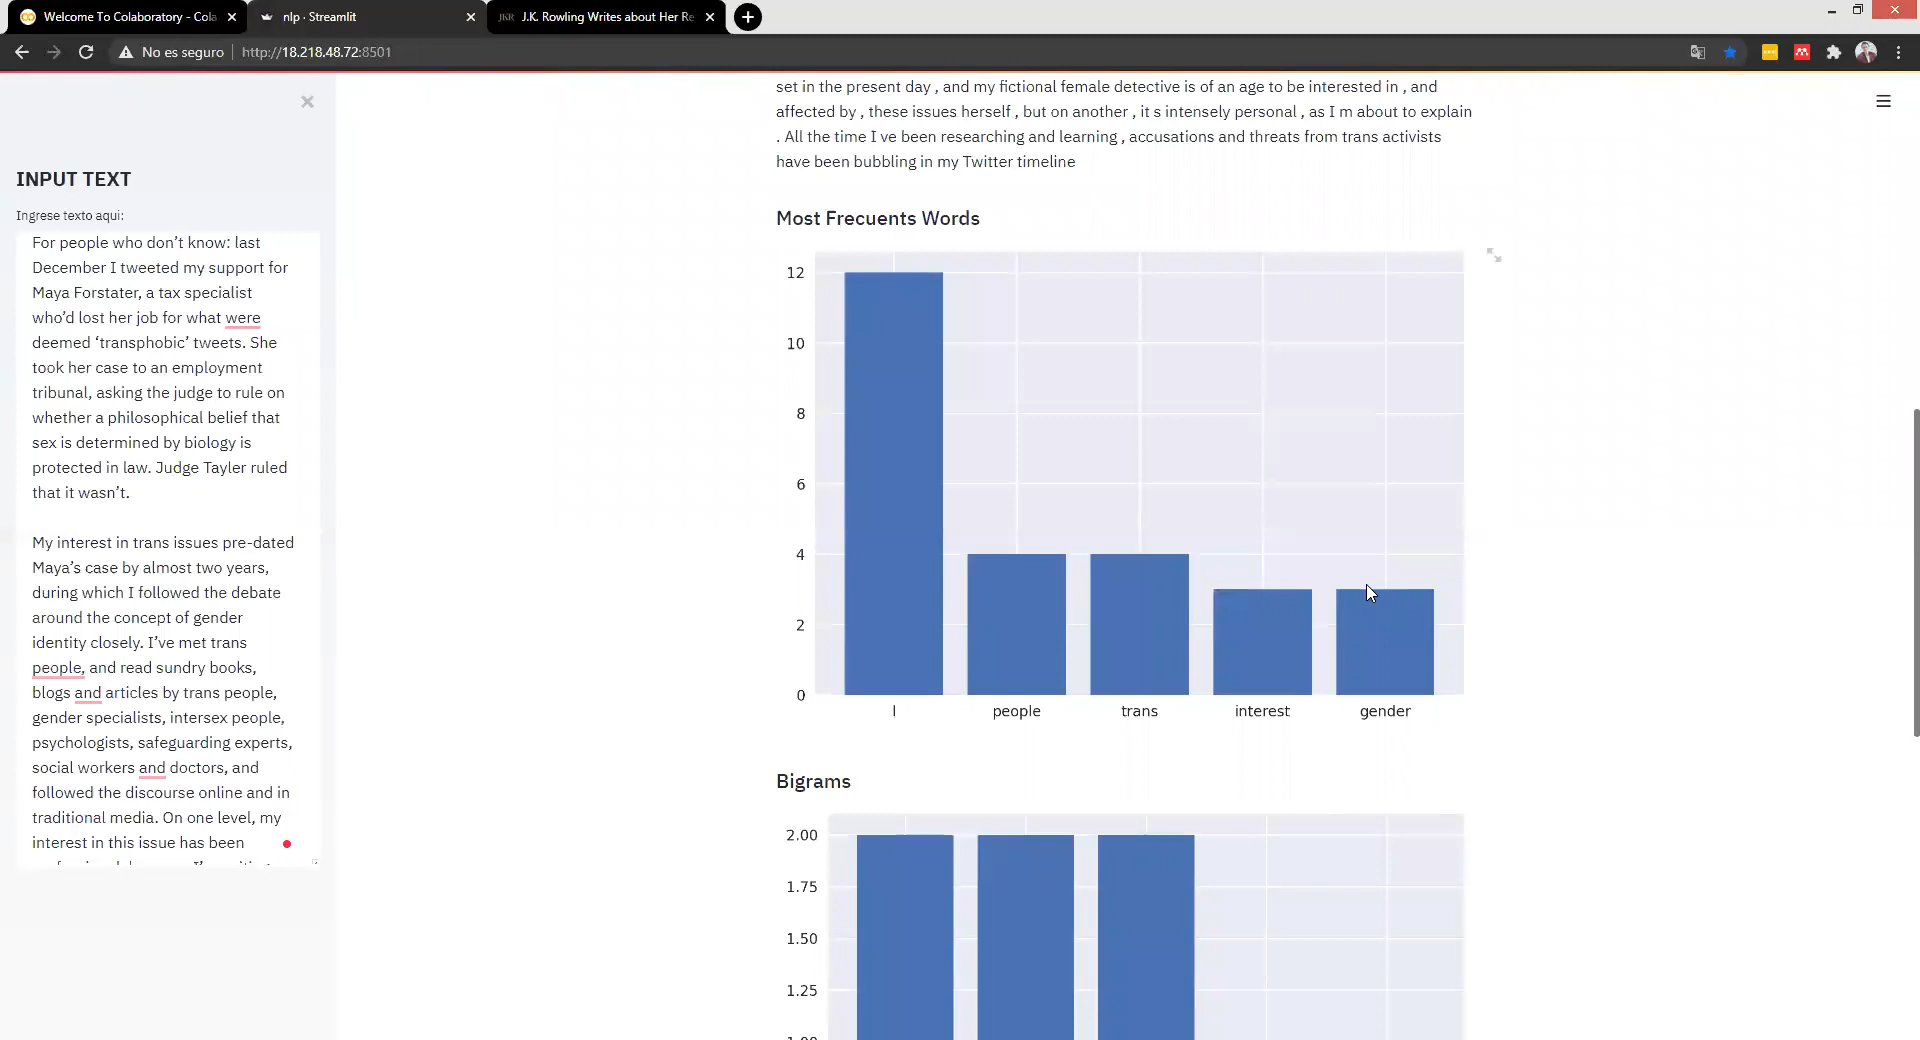 Welcome To Colaboratory - Cola
nlp · Streamlit
JKR J.K. Rowling Writes about Her Re
No es seguro
http://18.218.48.72:8501
INPUT TEXT
Ingrese texto aqui:
For people who don’t know: last
December I tweeted my support for
Maya Forstater, a tax specialist
who’d lost her job for what were
deemed ‘transphobic’ tweets. She
took her case to an employment
tribunal, asking the judge to rule on
whether a philosophical belief that
sex is determined by biology is
protected in law. Judge Tayler ruled
that it wasn’t.
My interest in trans issues pre-dated
Maya’s case by almost two years,
during which I followed the debate
around the concept of gender
identity closely. I’ve met trans
people, and read sundry books,
blogs and articles by trans people,
gender specialists, intersex people,
psychologists, safeguarding experts,
social workers and doctors, and
followed the discourse online and in
traditional media. On one level, my
interest in this issue has been
set in the present day , and my fictional female detective is of an age to be interested in , and
affected by , these issues herself , but on another , it s intensely personal , as I m about to explain
. All the time I ve been researching and learning , accusations and threats from trans activists
have been bubbling in my Twitter timeline
Most Frecuents Words
12
10
8
6
4
2
0
I people trans interest gender
Bigrams
2.00
1.75
1.50
1.25